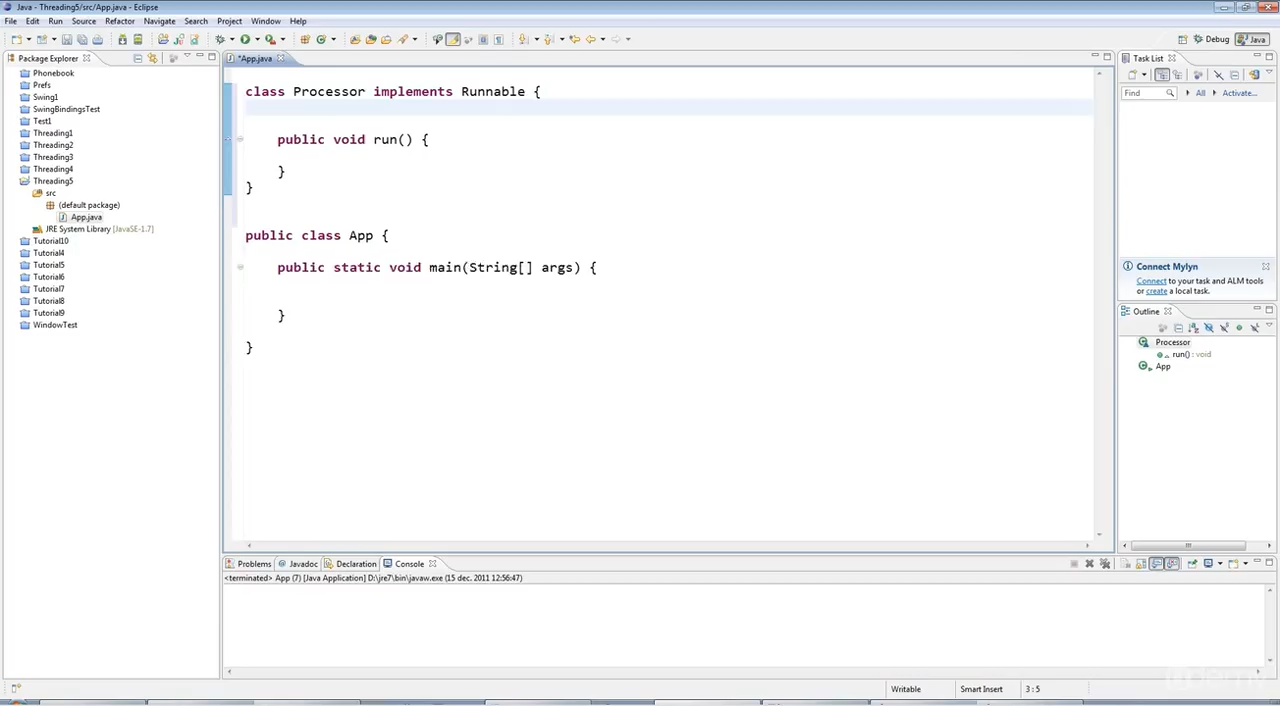 Java - Threading5/src/App.java - Eclipse
File Edit Run Source Refactor Navigate Search Project Window Help
Debug Java
Package Explorer
Phonebook
Prefs
Swing1
SwingBindingsTest
Test1
Threading1
Threading2
Threading3
Threading4
Threading5
src
(default package)
App.java
JRE System Library [JavaSE-1.7]
Tutorial10
Tutorial4
Tutorial5
Tutorial6
Tutorial7
Tutorial8
Tutorial9
WindowTest
*App.java
class Processor implements Runnable {
public void run() {
}
}
public class App {
public static void main(String[] args) {
}
}
Task List
Find All Activate...
Connect Mylyn
Connect to your task and ALM tools
or create a local task.
Outline
Processor
run() : void
App
Problems Javadoc Declaration Console
<terminated> App (7) [Java Application] D:\jre7\bin\javaw.exe (15 dec. 2011 12:56:47)
Writable Smart Insert 3 : 5
udemy